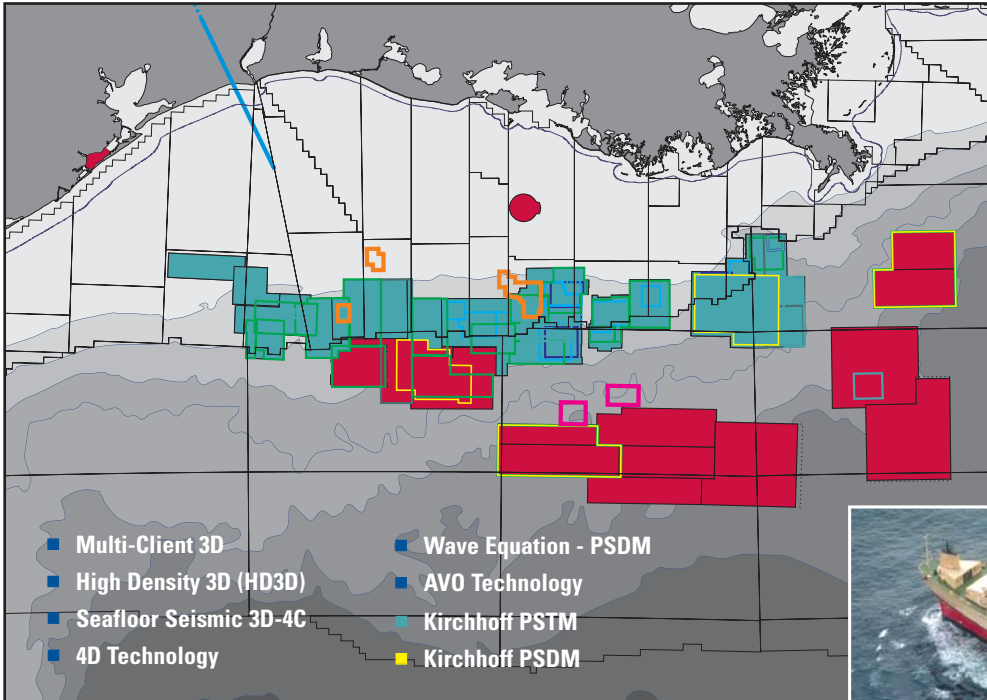 Multi-Client 3D
High Density 3D (HD3D)
Seafloor Seismic 3D-4C
4D Technology
Wave Equation - PSDM
AVO Technology
Kirchhoff PSTM
Kirchhoff PSDM